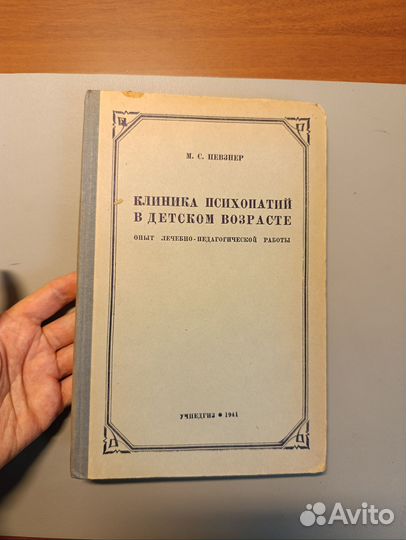 М. С. ПЕВЗНЕР
КЛИНИКА ПСИХОПАТИЙ
В ДЕТСКОМ ВОЗРАСТЕ
ОПЫТ ЛЕЧЕБНО-ПЕДАГОГИЧЕСКОЙ РАБОТЫ
УЧПЕДГИЗ • 1941
Avito